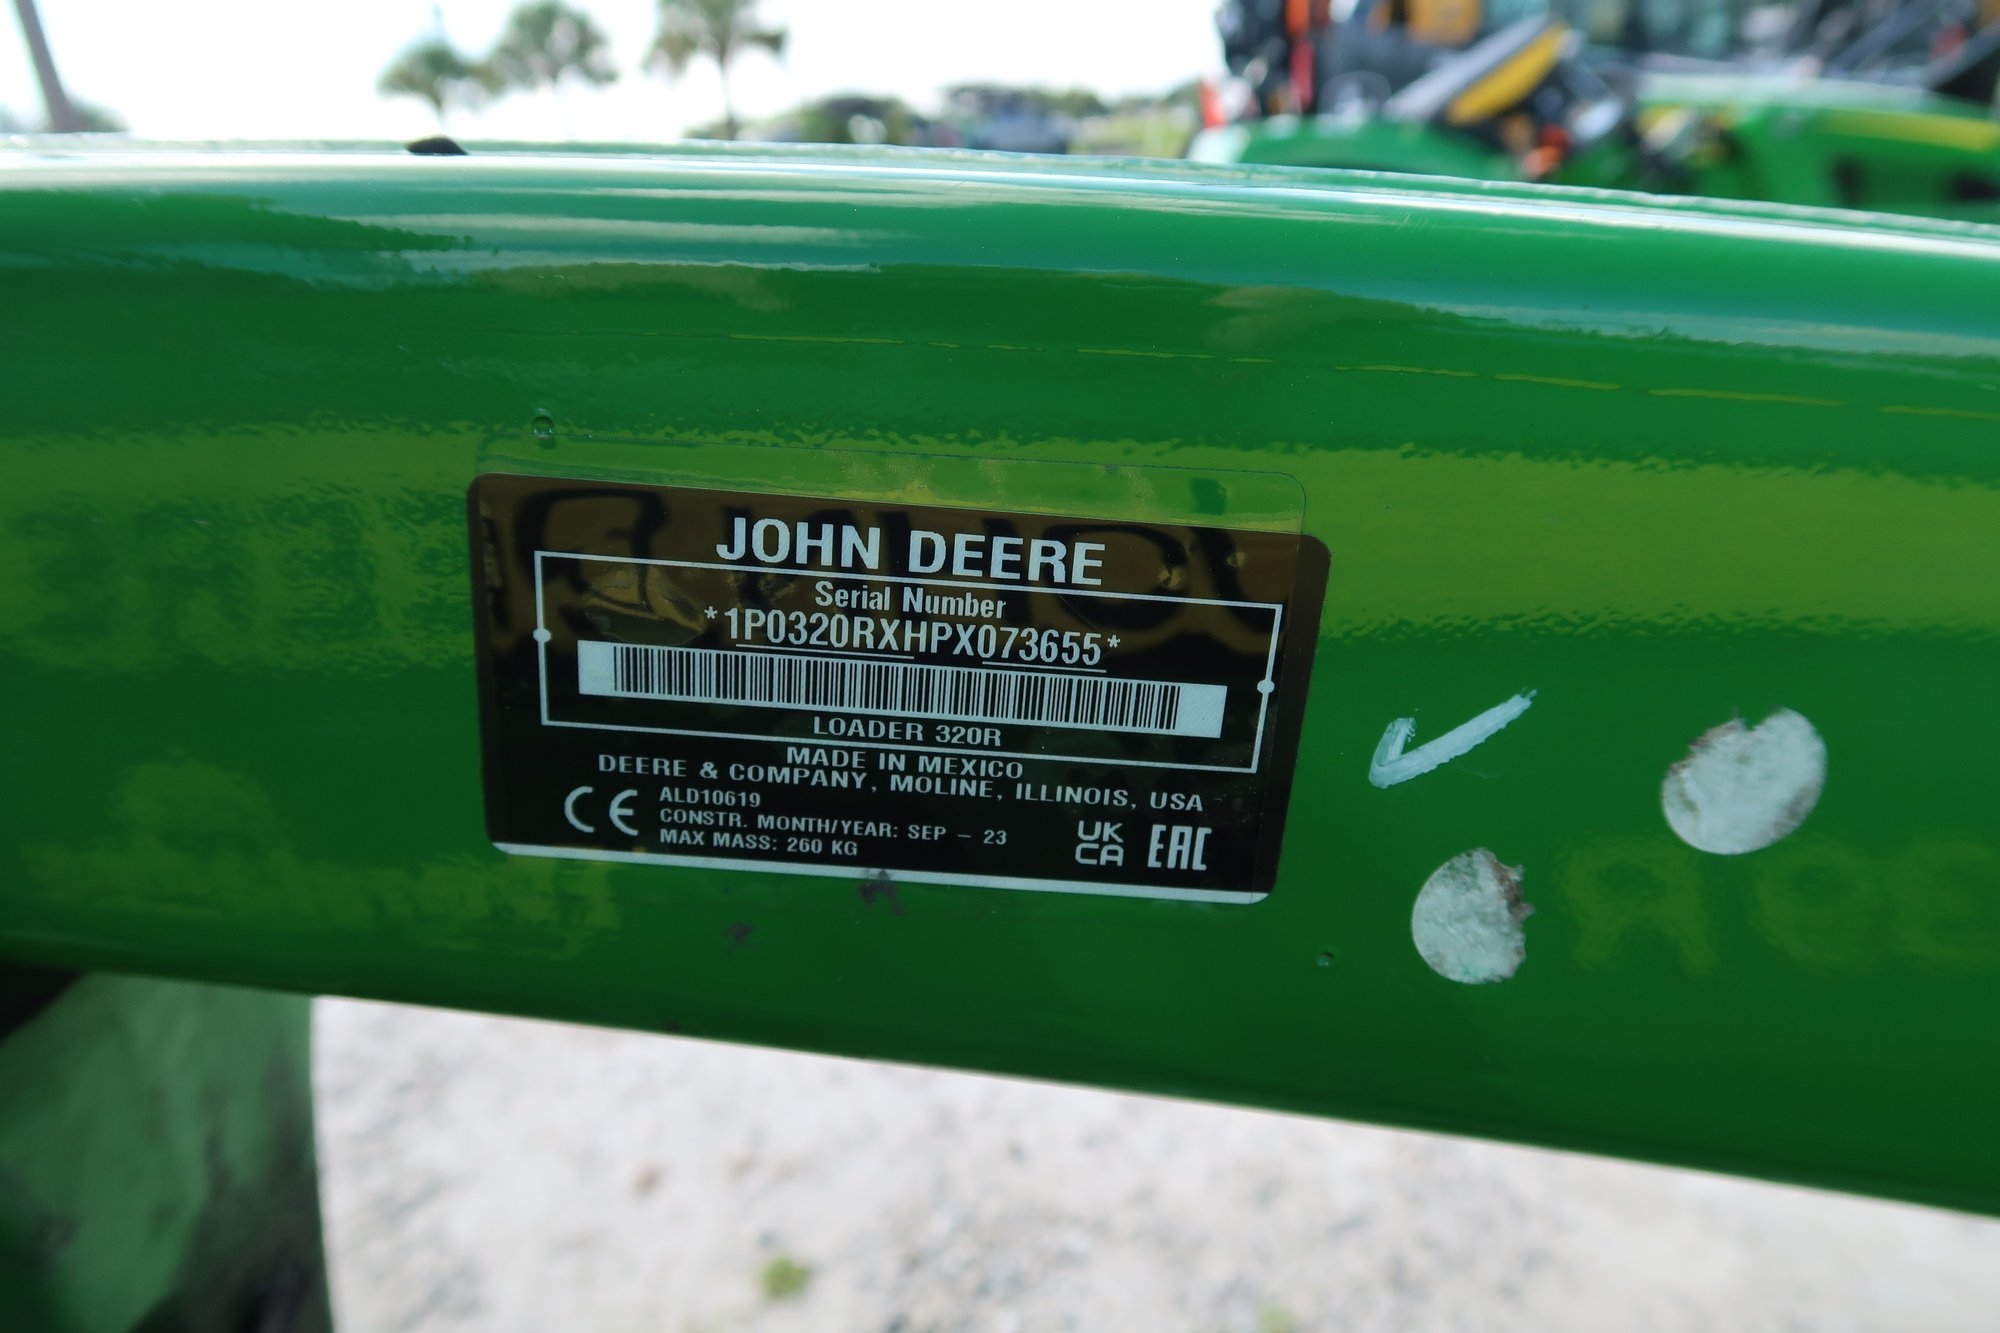 JOHN DEERE
Serial Number
*1P0320RXHPX073655*
LOADER 320R
MADE IN MEXICO
DEERE & COMPANY, MOLINE, ILLINOIS, USA
CE
ALD10619
CONSTR. MONTH/YEAR: SEP – 23
MAX MASS: 260 KG
UK
CA
EAC